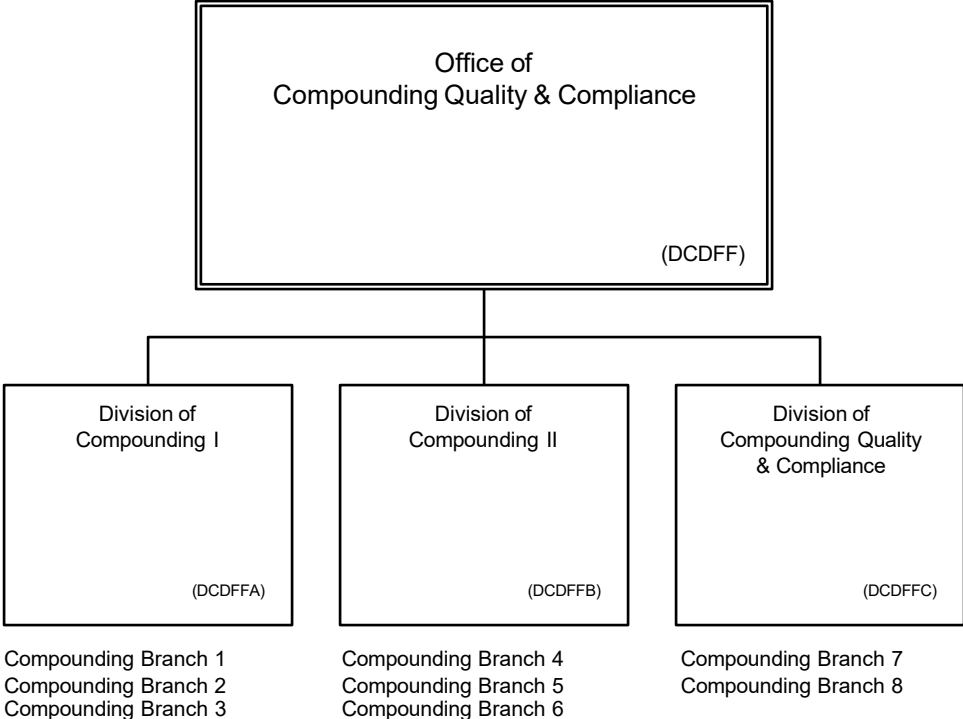 Office of
Compounding Quality & Compliance
(DCDFF)
Division of
Compounding I
(DCDFFA)
Division of
Compounding II
(DCDFFB)
Division of
Compounding Quality
& Compliance
(DCDFFC)
Compounding Branch 1
Compounding Branch 2
Compounding Branch 3
Compounding Branch 4
Compounding Branch 5
Compounding Branch 6
Compounding Branch 7
Compounding Branch 8